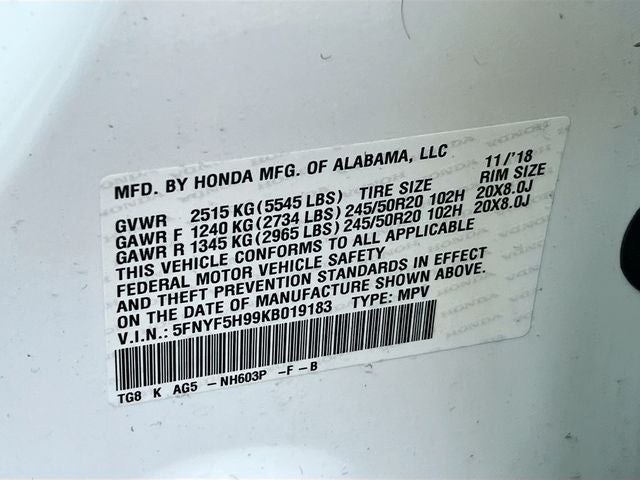 MFD. BY HONDA MFG. OF ALABAMA, LLC 11/'18
GVWR 2515 KG (5545 LBS) TIRE SIZE RIM SIZE
GAWR F 1240 KG (2734 LBS) 245/50R20 102H 20X8.0J
GAWR R 1345 KG (2965 LBS) 245/50R20 102H 20X8.0J
THIS VEHICLE CONFORMS TO ALL APPLICABLE
FEDERAL MOTOR VEHICLE SAFETY
AND THEFT PREVENTION STANDARDS IN EFFECT
ON THE DATE OF MANUFACTURE SHOWN ABOVE.
V.I.N.: 5FNYF5H99KB019183 TYPE: MPV
TG8 K AG5 -NH603P -F-B